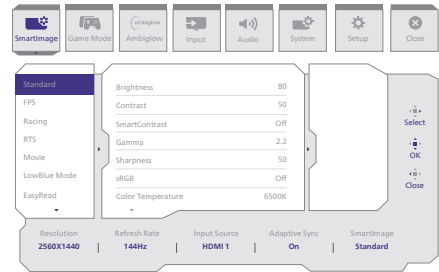 ambiglow
SmartImage Game Mode Ambiglow Input Audio System Setup Close
Standard
FPS
Racing
RTS
Movie
LowBlue Mode
EasyRead
Brightness 80
Contrast 50
SmartContrast Off
Gamma 2.2
Sharpness 50
sRGB Off
Color Temperature 6500K
Select
OK
Close
Resolution Refresh Rate Input Source Adaptive Sync SmartImage
2560X1440 | 144Hz | HDMI 1 | On | Standard